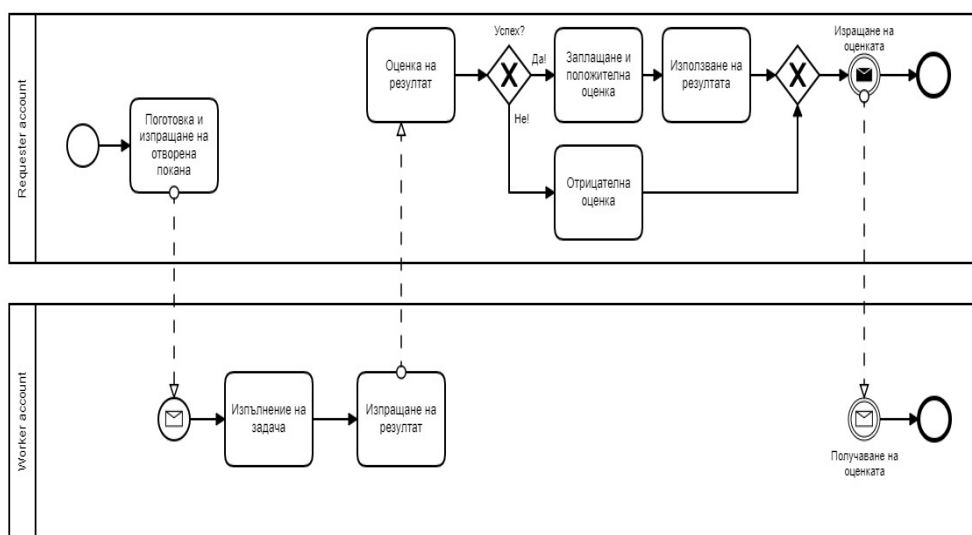 Requester account
Поготовка и
изпращане на
отворена
покана
Оценка на
резултат
Успех?
Да!
Не!
Заплащане и
положителна
оценка
Използване на
резултата
Отрицателна
оценка
Изращане на
оценката
Worker account
Изпълнение на
задача
Изпращане на
резултат
Получаване на
оценката